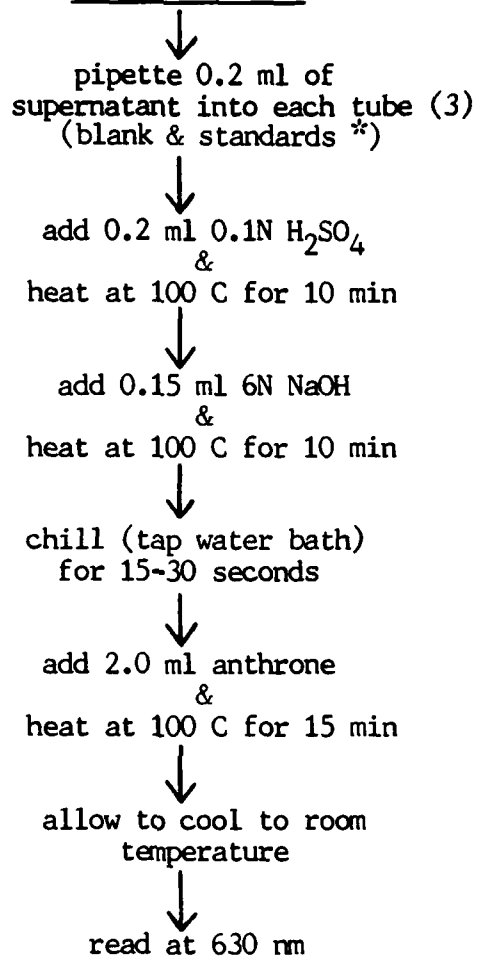 pipette 0.2 ml of
supernatant into each tube (3)
(blank & standards *)
add 0.2 ml 0.1N H₂SO₄
&
heat at 100 C for 10 min
add 0.15 ml 6N NaOH
&
heat at 100 C for 10 min
chill (tap water bath)
for 15-30 seconds
add 2.0 ml anthrone
&
heat at 100 C for 15 min
allow to cool to room
temperature
read at 630 nm